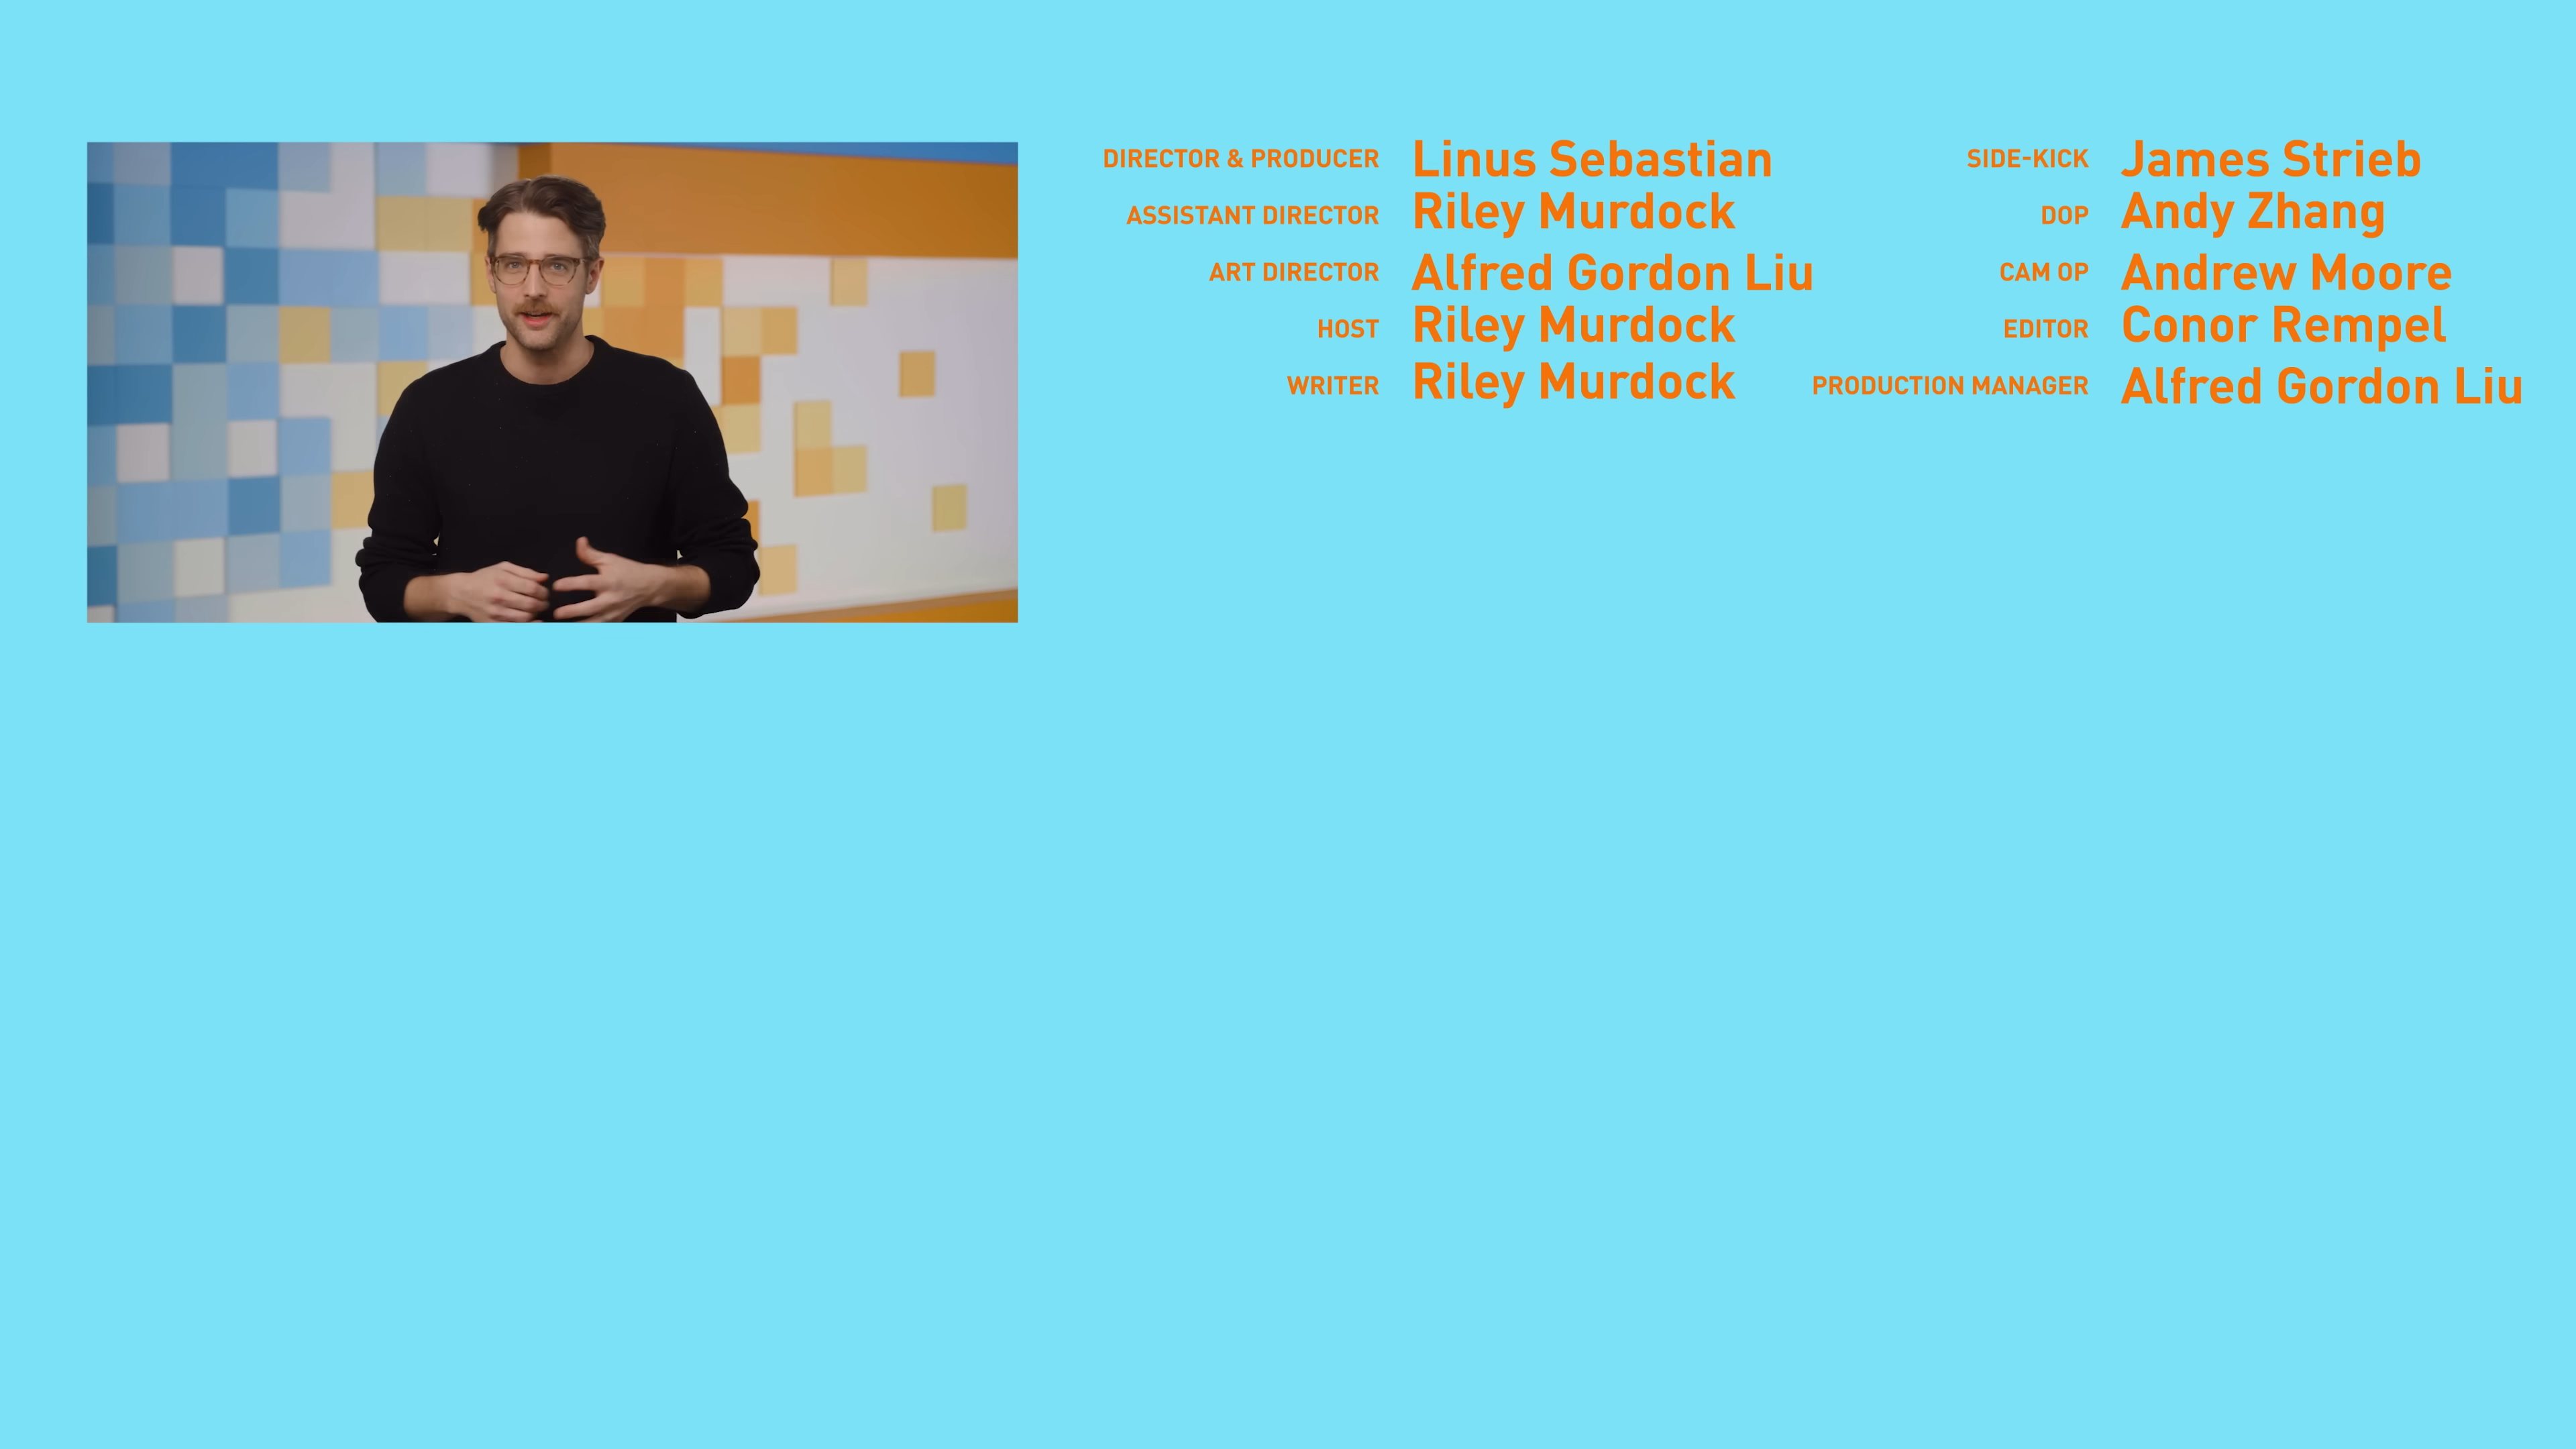 DIRECTOR & PRODUCER Linus Sebastian
ASSISTANT DIRECTOR Riley Murdock
ART DIRECTOR Alfred Gordon Liu
HOST Riley Murdock
WRITER Riley Murdock
SIDE-KICK James Strieb
DOP Andy Zhang
CAM OP Andrew Moore
EDITOR Conor Rempel
PRODUCTION MANAGER Alfred Gordon Liu